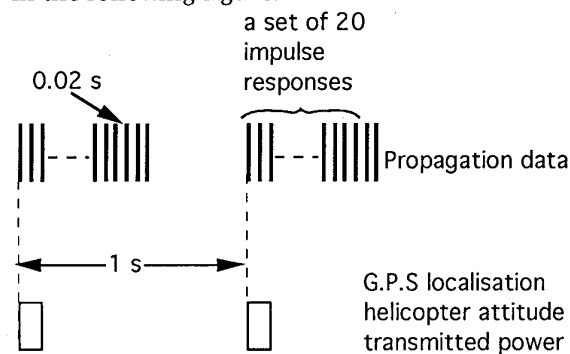 in the following figure.
a set of 20
impulse
responses
0.02 s
Propagation data
1 s
G.P.S localisation
helicopter attitude
transmitted power